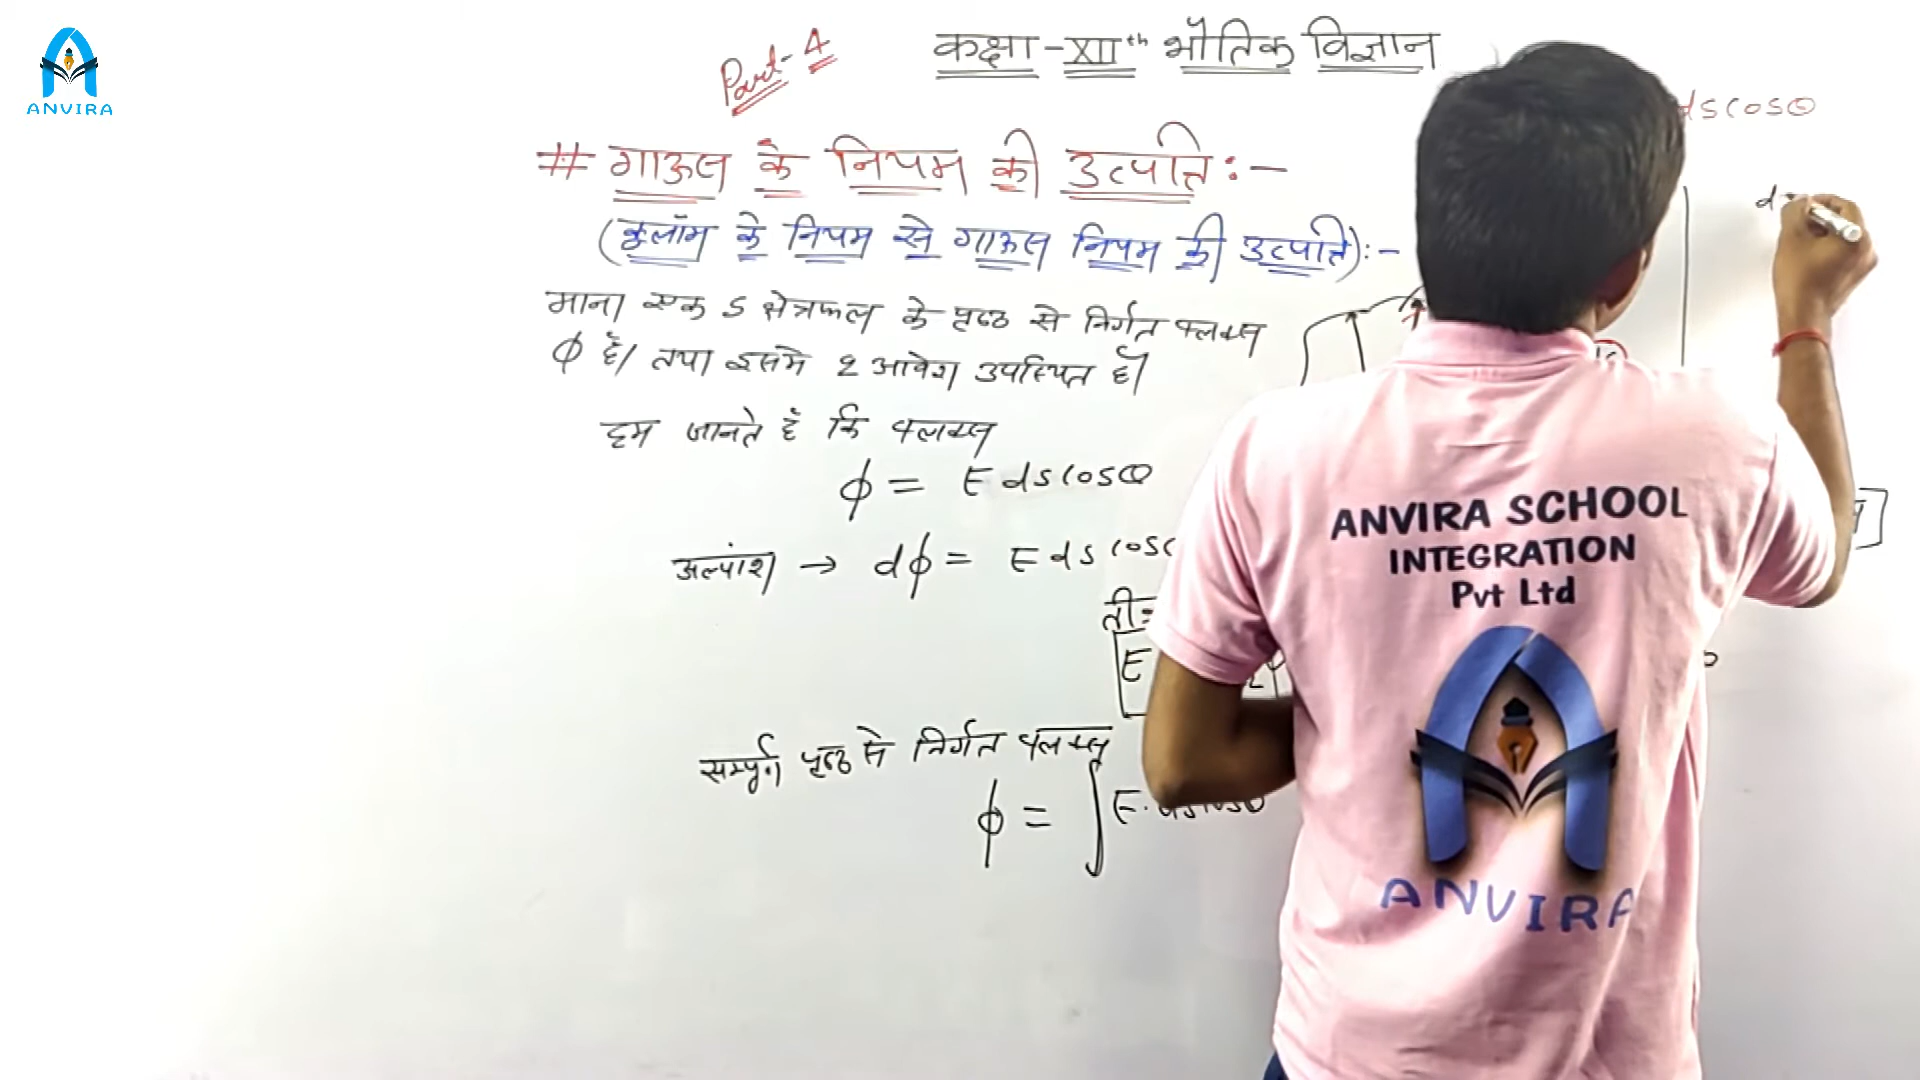 ANVIRA
Part-4
कक्षा-XIIth भौतिक विज्ञान
dscosθ
# गाऊस के नियम की उत्पत्ति:-
(कुलॉम के नियम से गाऊस नियम की उत्पत्ति):-
माना एक S क्षेत्रफल के पृष्ठ से निर्गत फ्लक्स
ϕ है। तथा इसमे q आवेश उपस्थित है।
हम जानते हैं कि फ्लक्स
ϕ = E ds cosθ
अल्पांश → dϕ = E ds cos
E
सम्पूर्ण पृष्ठ से निर्गत फ्लक्स
ϕ = ∫ E. dscosθ
ANVIRA SCHOOL
INTEGRATION
Pvt Ltd
ANVIRA